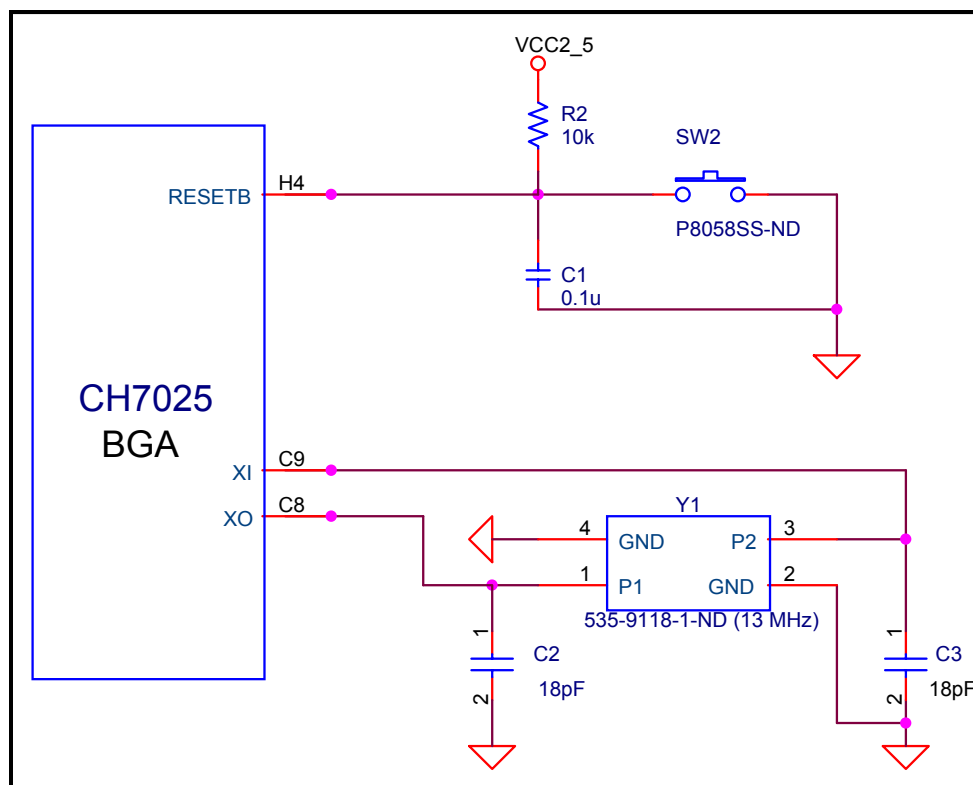 VCC2_5
R2
10k
SW2
RESETB
H4
P8058SS-ND
C1
0.1u
CH7025
BGA
XI
C9
XO
C8
Y1
4
GND
P2
3
1
P1
GND
2
535-9118-1-ND (13 MHz)
1
C2
18pF
2
1
C3
18pF
2